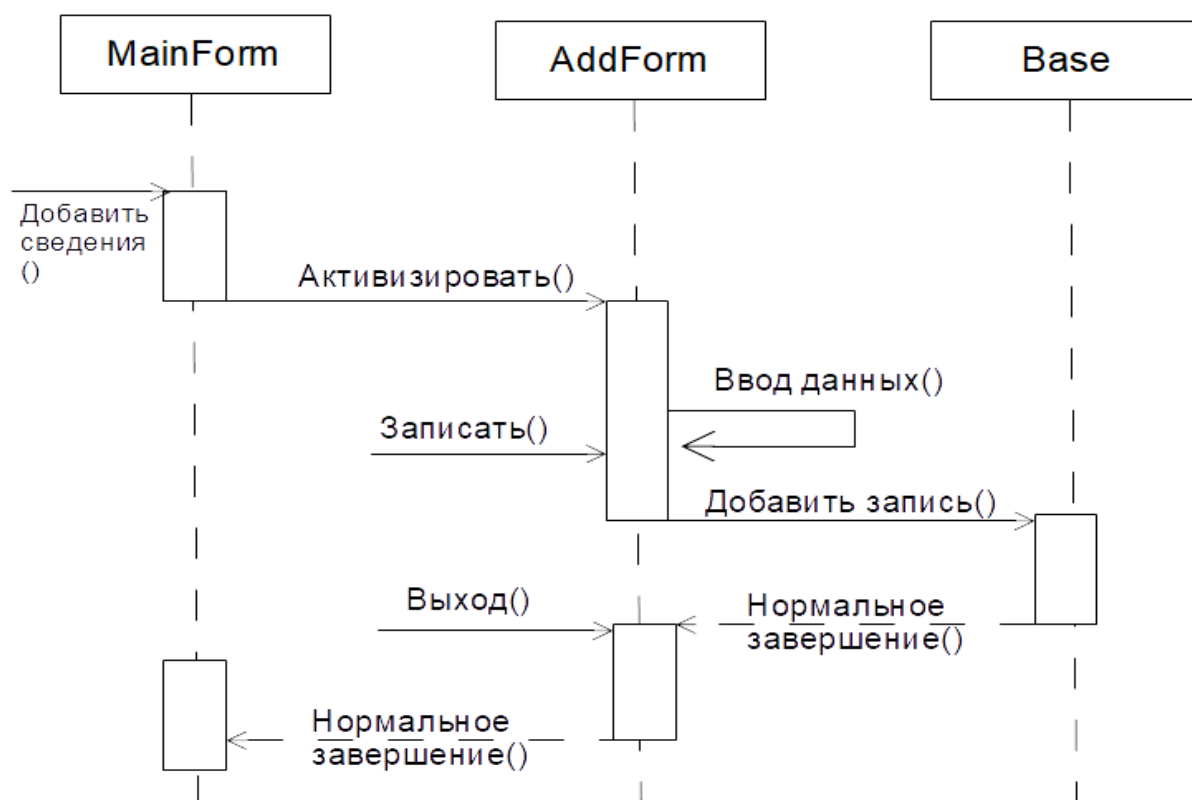 MainForm
AddForm
Base
Добавить
сведения
()
Активизировать()
Ввод данных()
Записать()
Добавить запись()
Выход()
Нормальное
завершение()
Нормальное
завершение()